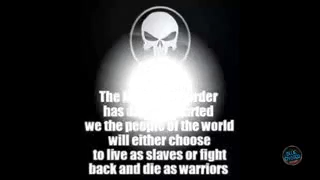 The
has
we the people of the world
will either choose
to live as slaves or fight
back and die as warriors